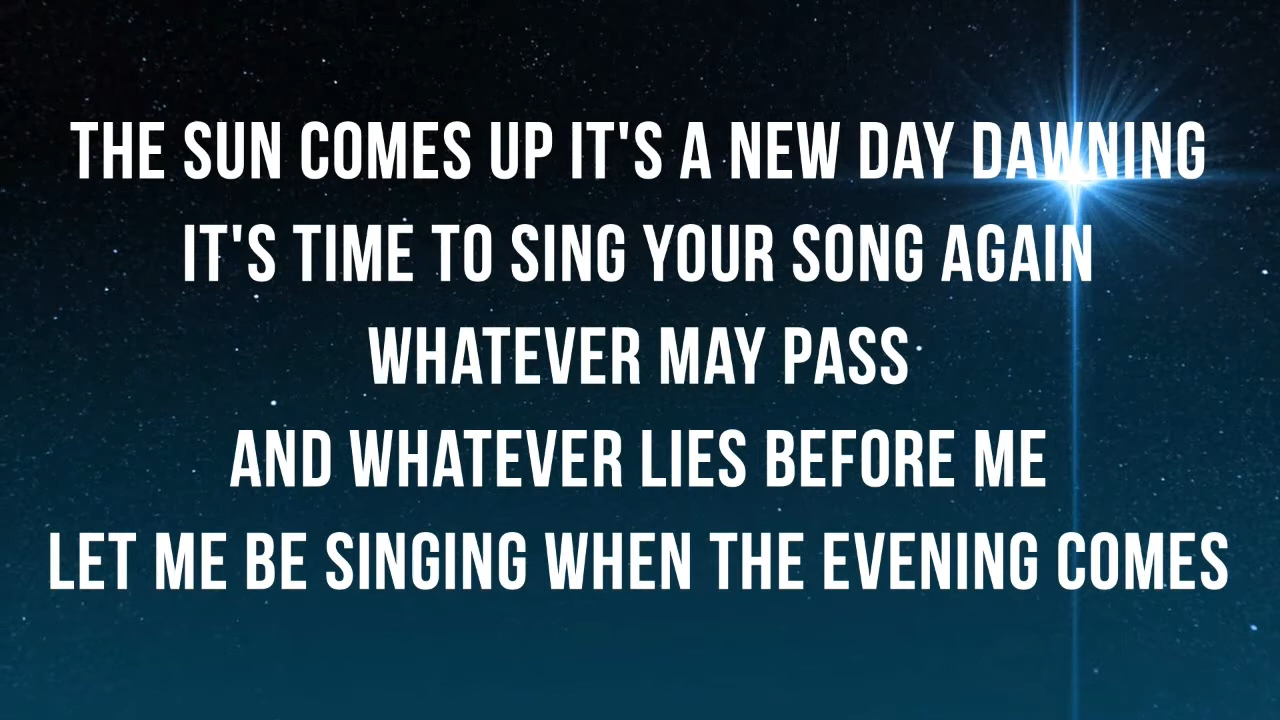 THE SUN COMES UP IT'S A NEW DAY DAWNING
IT'S TIME TO SING YOUR SONG AGAIN
WHATEVER MAY PASS
AND WHATEVER LIES BEFORE ME
LET ME BE SINGING WHEN THE EVENING COMES